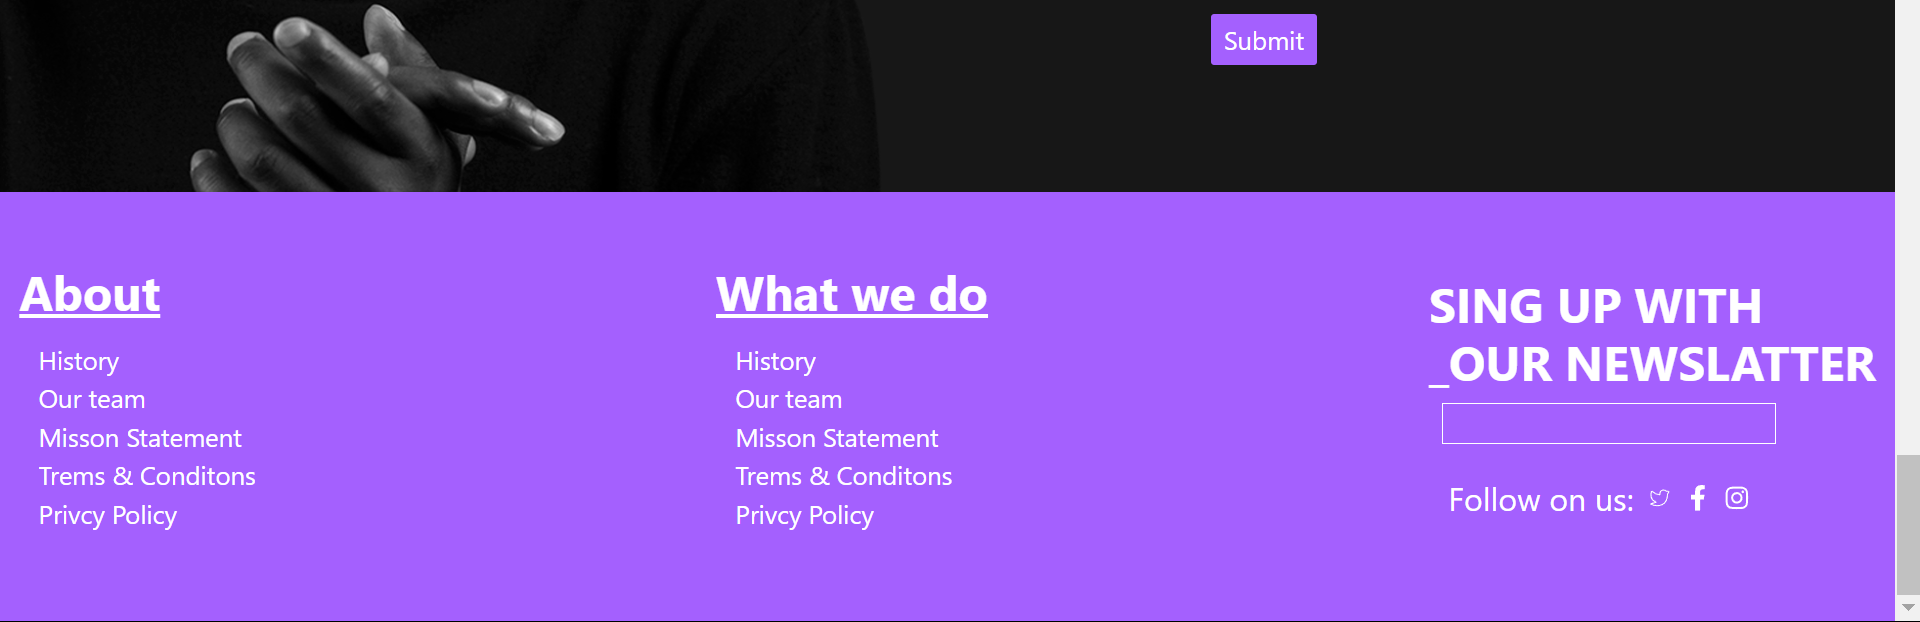 Submit
About
History
Our team
Misson Statement
Trems & Conditons
Privcy Policy
What we do
History
Our team
Misson Statement
Trems & Conditons
Privcy Policy
SING UP WITH
_OUR NEWSLATTER
Follow on us: